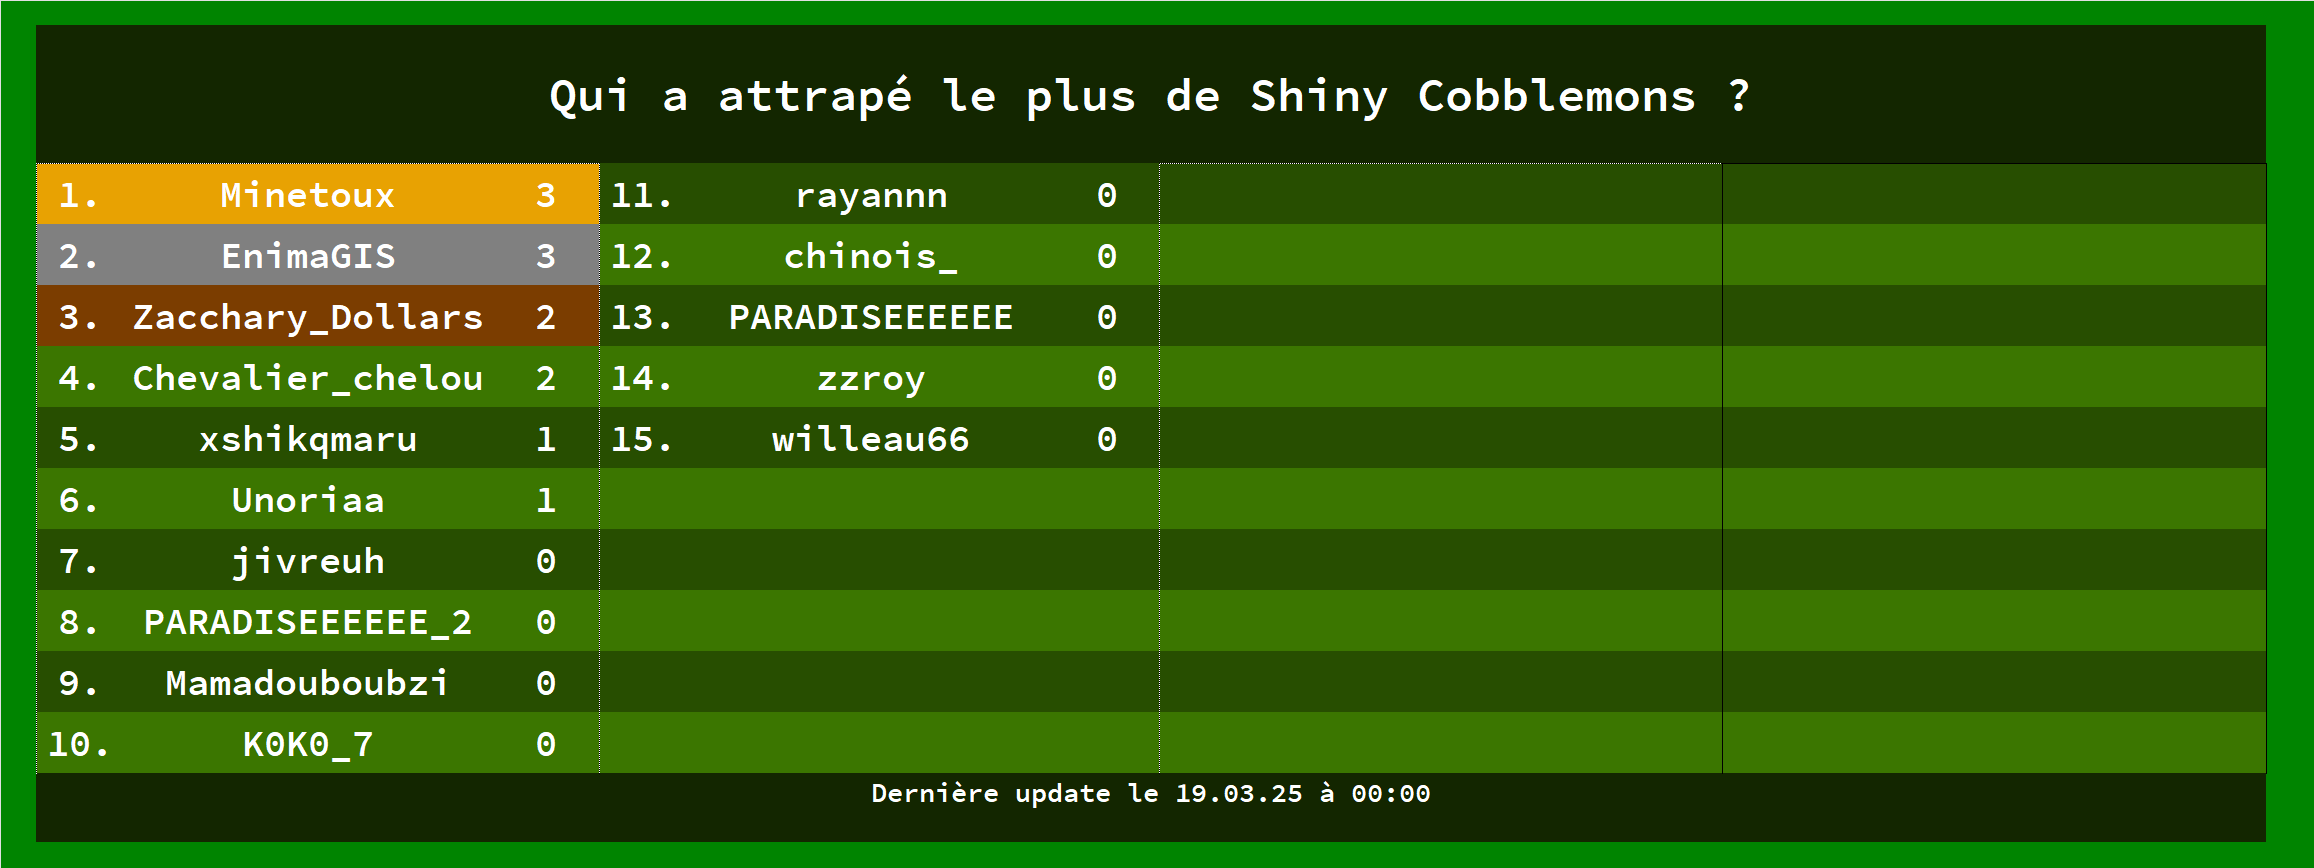 Qui a attrapé le plus de Shiny Cobblemons ?
1. Minetoux 3
2. EnimaGIS 3
3. Zacchary_Dollars 2
4. Chevalier_chelou 2
5. xshikqmaru 1
6. Unoriaa 1
7. jivreuh 0
8. PARADISEEEEEE_2 0
9. Mamadouboubzi 0
10. K0K0_7 0
11. rayannn 0
12. chinois_ 0
13. PARADISEEEEEE 0
14. zzroy 0
15. willeau66 0
Dernière update le 19.03.25 à 00:00